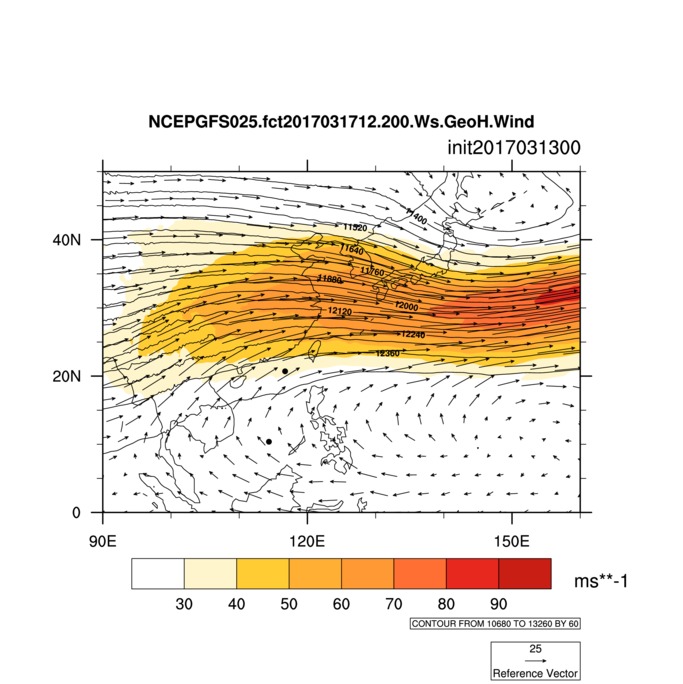 NCEPGFS025.fct2017031712.200.Ws.GeoH.Wind
init2017031300
11400
11520
11640
11760
11880
12000
12120
12240
12360
40N
20N
0
90E 120E 150E
ms**-1
30 40 50 60 70 80 90
CONTOUR FROM 10680 TO 13260 BY 60
25
Reference Vector